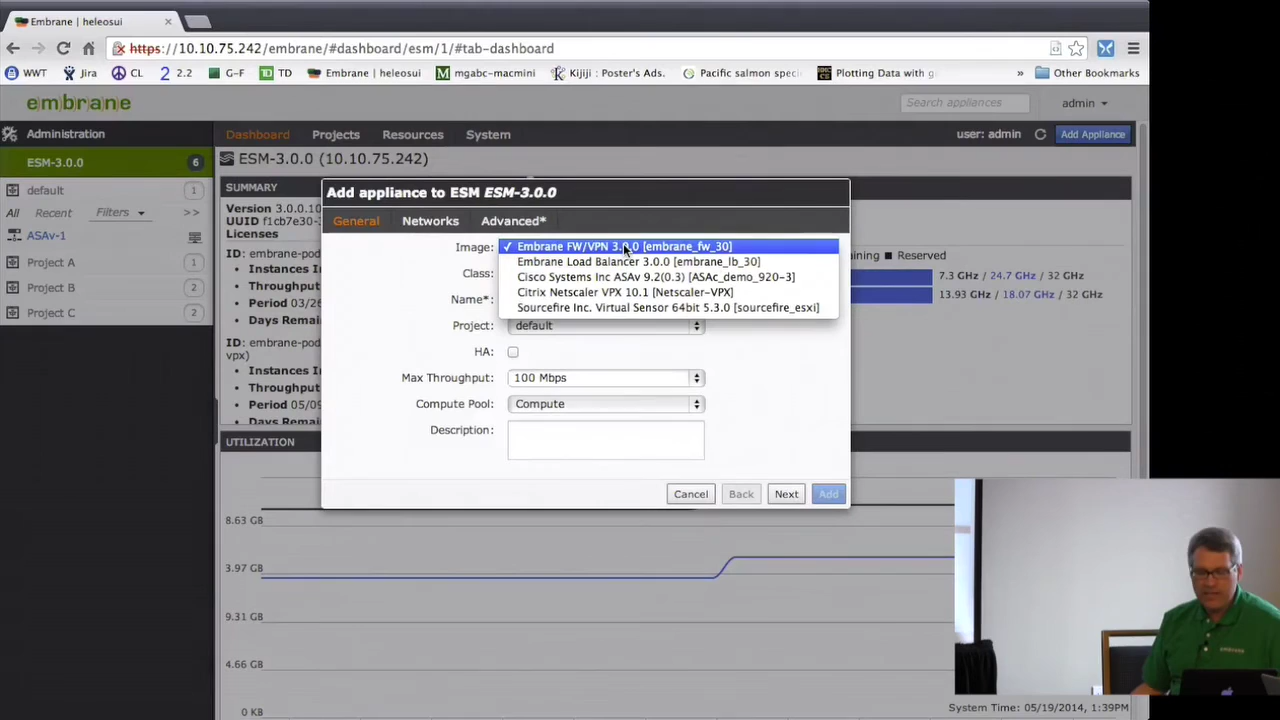 Embrane | heleosui
https://10.10.75.242/embrane/#dashboard/esm/1/#tab-dashboard
WWT Jira CL 2.2 G-F TD Embrane | heleosui mgabc-macmini Kijiji : Poster's Ads. Pacific salmon speci Plotting Data with g » Other Bookmarks
embrane Search appliances admin
Administration Dashboard Projects Resources System user: admin Add Appliance
ESM-3.0.0 6 ESM-3.0.0 (10.10.75.242)
default 1
SUMMARY
All Recent Filters >>
Version 3.0.0.10
UUID f1cb7e30-3
Licenses
ASAv-1
ID: embrane-pod
Project A 1
Instances I
Project B 1
Throughput
Project C 1
Period 03/26
Days Remai
ID: embrane-pod
vpx)
Instances I
Throughput
Period 05/09
Days Remai
Add appliance to ESM ESM-3.0.0
General Networks Advanced*
Image: ✓ Embrane FW/VPN 3.0.0 [embrane_fw_30]
Embrane Load Balancer 3.0.0 [embrane_lb_30]
Class: Cisco Systems Inc ASAv 9.2(0.3) [ASAc_demo_920-3]
Citrix Netscaler VPX 10.1 [Netscaler-VPX]
Name*: Sourcefire Inc. Virtual Sensor 64bit 5.3.0 [sourcefire_esxi]
Project: default
HA:
Max Throughput: 100 Mbps
Compute Pool: Compute
Description:
Cancel Back Next Add
ining Reserved
7.3 GHz / 24.7 GHz / 32 GHz
13.93 GHz / 18.07 GHz / 32 GHz
UTILIZATION
8.63 GB
3.97 GB
9.31 GB
4.66 GB
0 KB
System Time: 05/19/2014, 1:39PM
EMBRANE